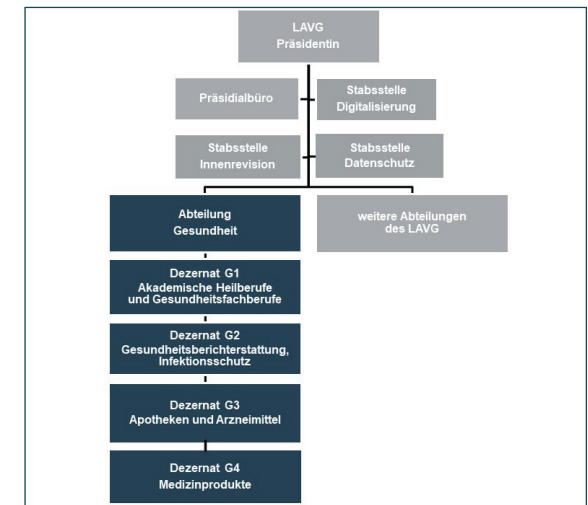 LAVG
Präsidentin
Präsidialbüro
Stabsstelle
Digitalisierung
Stabsstelle
Innenrevision
Stabsstelle
Datenschutz
Abteilung
Gesundheit
weitere Abteilungen
des LAVG
Dezernat G1
Akademische Heilberufe
und Gesundheitsfachberufe
Dezernat G2
Gesundheitsberichterstattung,
Infektionsschutz
Dezernat G3
Apotheken und Arzneimittel
Dezernat G4
Medizinprodukte